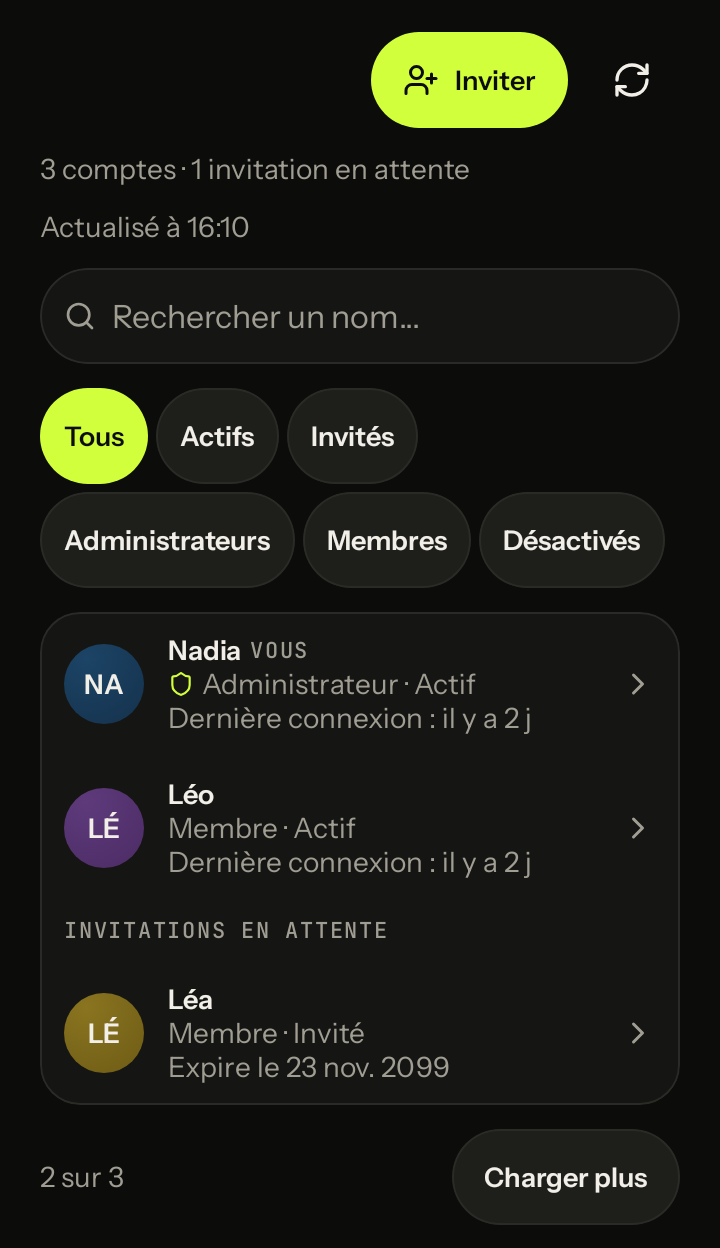 Inviter
3 comptes · 1 invitation en attente
Actualisé à 16:10
Rechercher un nom...
Tous
Actifs
Invités
Administrateurs
Membres
Désactivés
NA
Nadia VOUS
Administrateur · Actif
Dernière connexion : il y a 2 j
LÉ
Léo
Membre · Actif
Dernière connexion : il y a 2 j
INVITATIONS EN ATTENTE
LÉ
Léa
Membre · Invité
Expire le 23 nov. 2099
2 sur 3
Charger plus